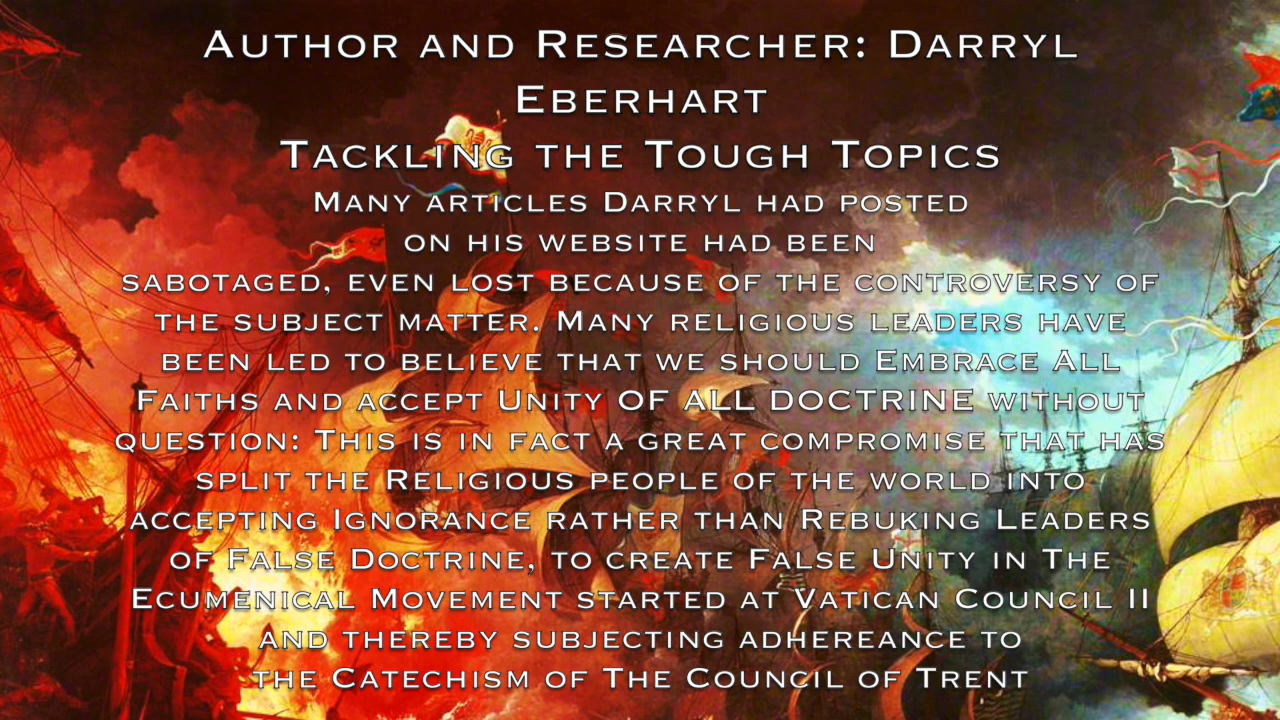 Author and Researcher: Darryl
Eberhart
Tackling the Tough Topics
Many articles Darryl had posted
on his website had been
sabotaged, even lost because of the controversy of
the subject matter. Many religious leaders have
been led to believe that we should Embrace All
Faiths and accept Unity OF ALL DOCTRINE without
question: This is in fact a great compromise that has
split the Religious people of the world into
accepting Ignorance rather than Rebuking Leaders
of False Doctrine, to create False Unity in The
Ecumenical Movement started at Vatican Council II
and thereby subjecting adhereance to
the Catechism of The Council of Trent